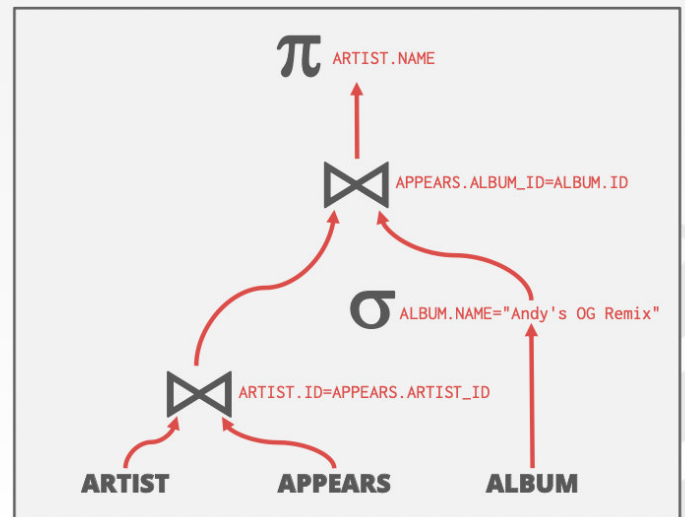 π ARTIST.NAME
⋈ APPEARS.ALBUM_ID=ALBUM.ID
σ ALBUM.NAME="Andy's OG Remix"
⋈ ARTIST.ID=APPEARS.ARTIST_ID
ARTIST APPEARS ALBUM